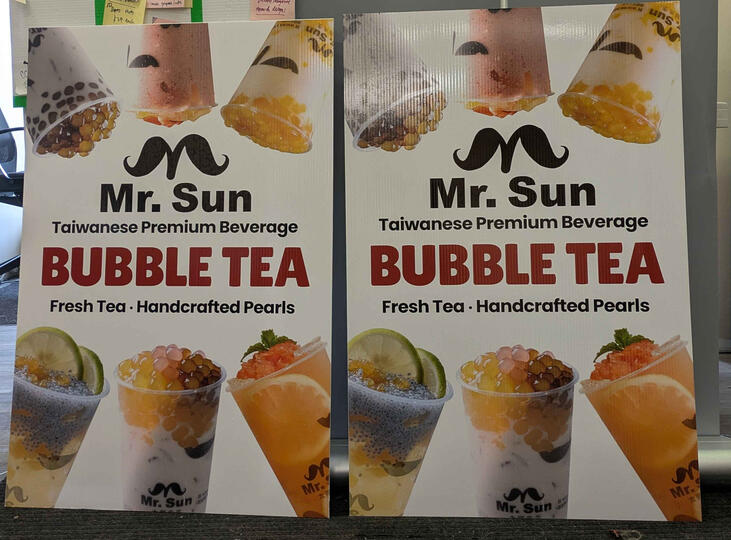 Mr. Sun
Taiwanese Premium Beverage
BUBBLE TEA
Fresh Tea · Handcrafted Pearls
Mr. Sun
Mr. Sun
Taiwanese Premium Beverage
BUBBLE TEA
Fresh Tea · Handcrafted Pearls
Mr. Sun